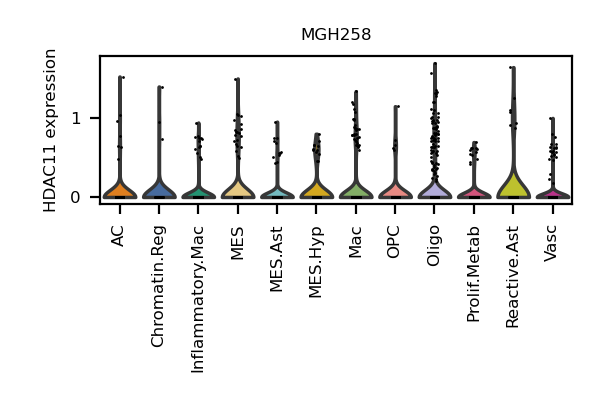 MGH258
HDAC11 expression
1
0
AC
Chromatin.Reg
Inflammatory.Mac
MES
MES.Ast
MES.Hyp
Mac
OPC
Oligo
Prolif.Metab
Reactive.Ast
Vasc